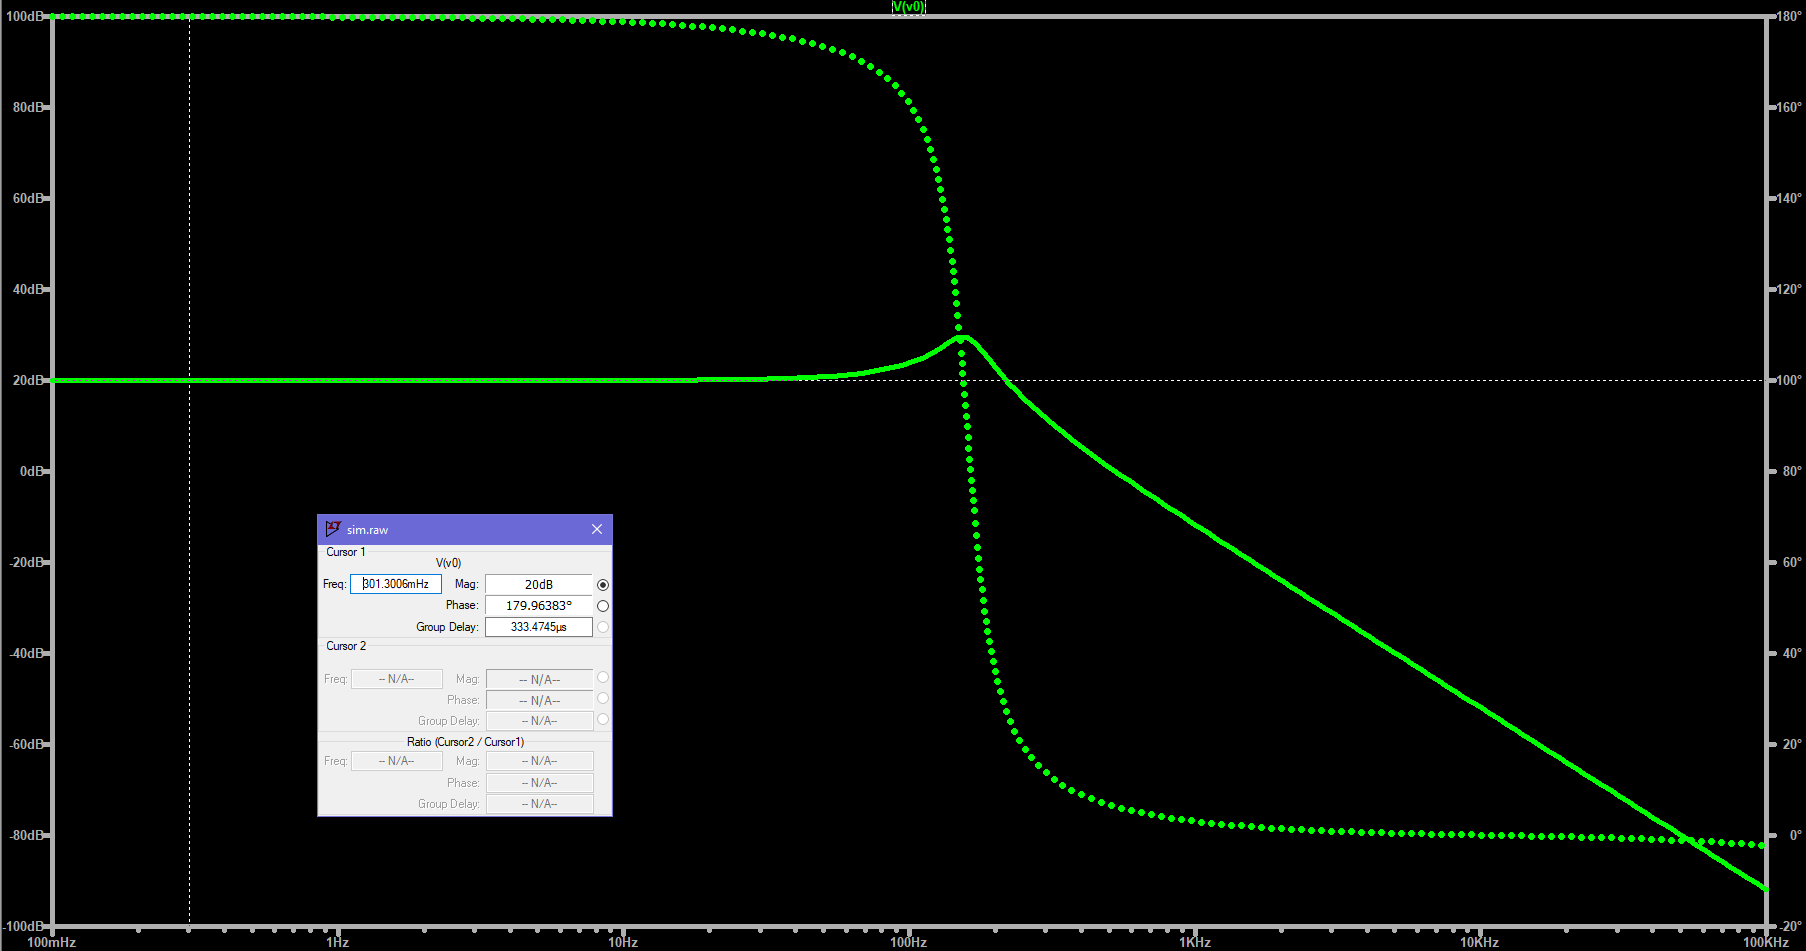 V(v0)
100dB
80dB
60dB
40dB
20dB
0dB
-20dB
-40dB
-60dB
-80dB
-100dB
180°
160°
140°
120°
100°
80°
60°
40°
20°
0°
-20°
100mHz 1Hz 10Hz 100Hz 1KHz 10KHz 100KHz
sim.raw
Cursor 1
V(v0)
Freq: 301.3006mHz Mag: 20dB
Phase: 179.96383°
Group Delay: 333.4745µs
Cursor 2
Freq: -- N/A-- Mag: -- N/A--
Phase: -- N/A--
Group Delay: -- N/A--
Ratio (Cursor2 / Cursor1)
Freq: -- N/A-- Mag: -- N/A--
Phase: -- N/A--
Group Delay: -- N/A--